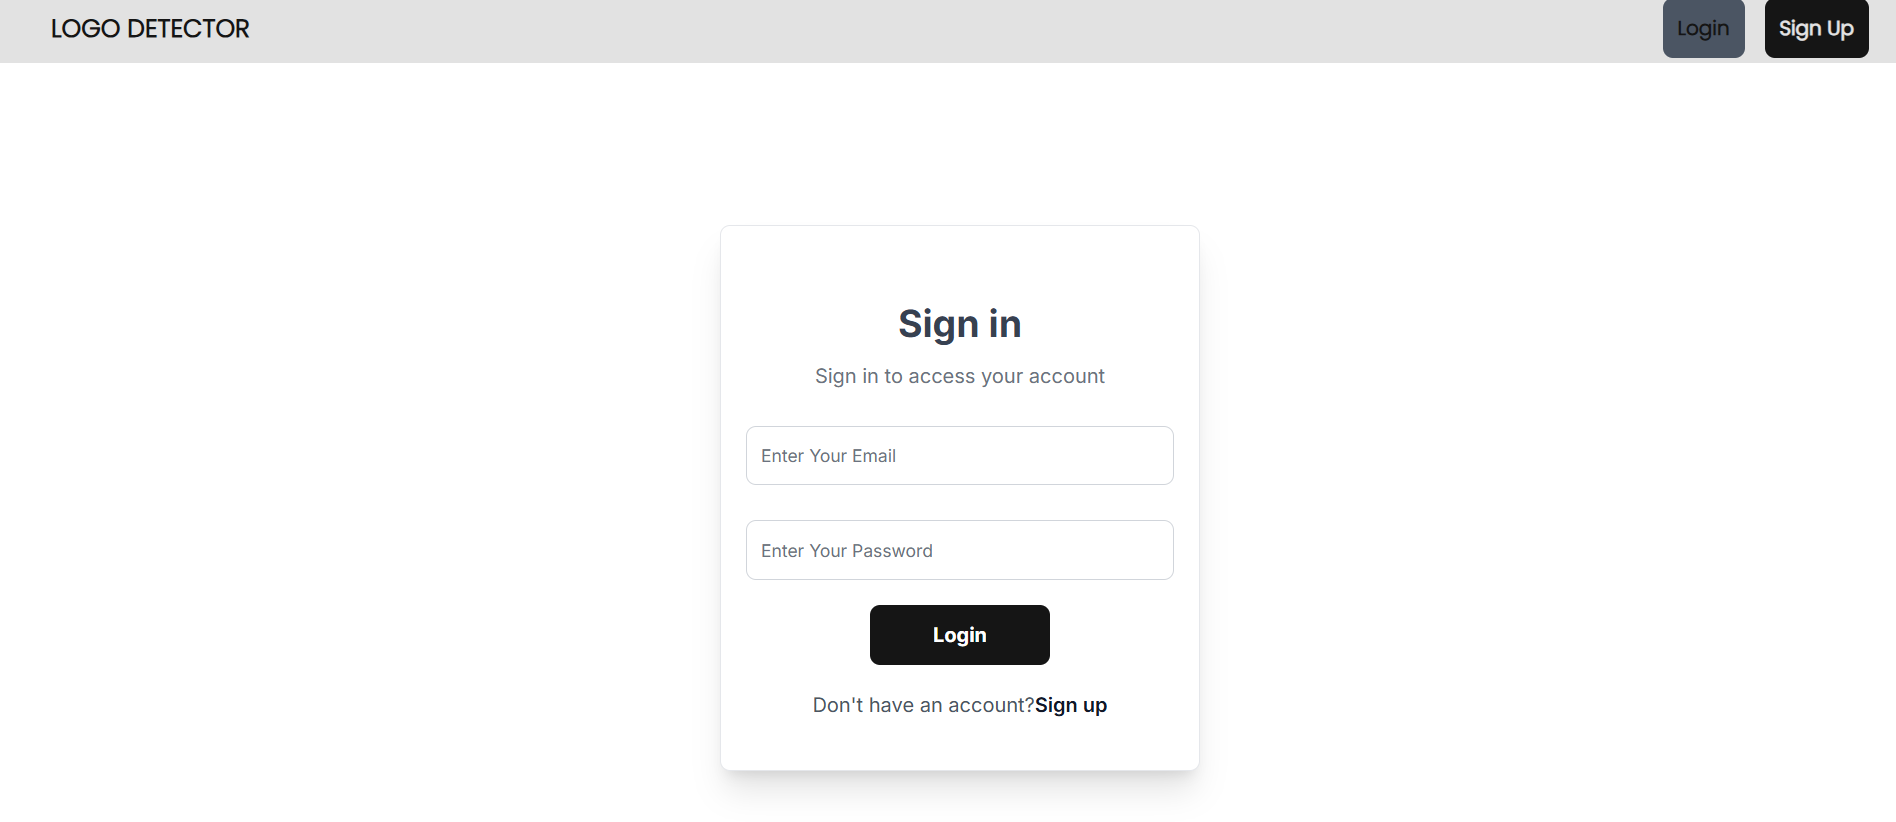 LOGO DETECTOR
Login
Sign Up
Sign in
Sign in to access your account
Enter Your Email
Enter Your Password
Login
Don't have an account?Sign up